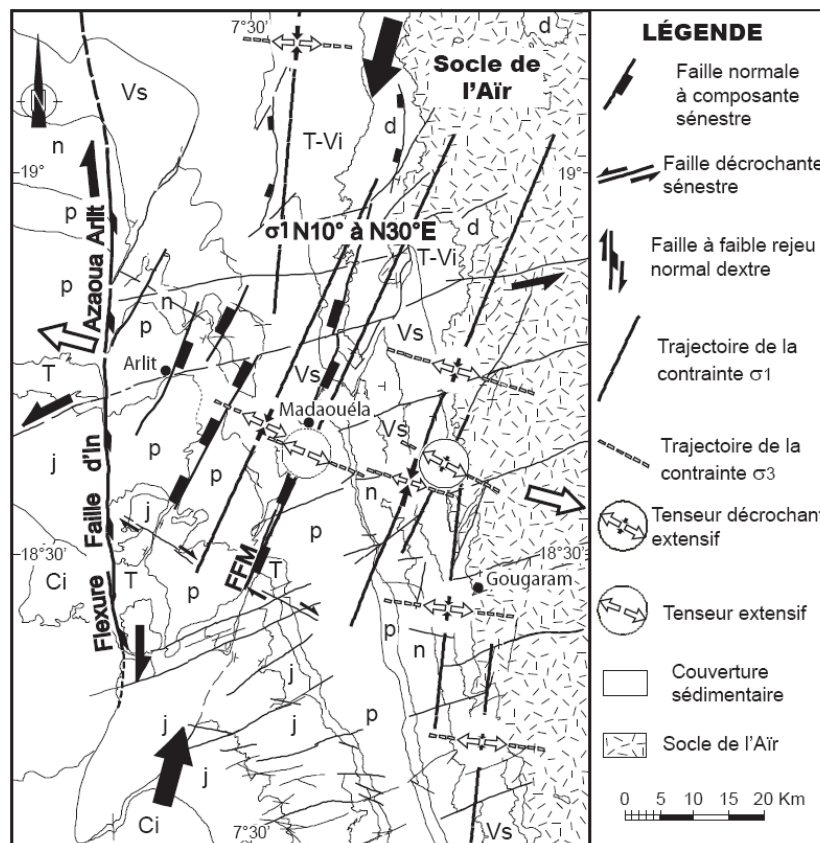 7°30'
d
Socle de
l'Aïr
Vs
N
T-Vi
d
n
19°
19°
p
σ1 N10° à N30°E
d
T-Vi
p
n
p
Vs
T
Arlit
Vs
Madaouéla
Vs
j
p
p
n
j
p
18°30'
18°30'
Ci
T
p
FFM
T
Gougaram
p
n
j
j
p
j
j
Ci
7°30'
Vs
Flexure Faille d'In Azaoua Arlit
LÉGENDE
Faille normale
à composante
sénestre
Faille décrochante
sénestre
Faille à faible rejeu
normal dextre
Trajectoire de la
contrainte σ1
Trajectoire de la
contrainte σ3
Tenseur décrochant
extensif
Tenseur extensif
Couverture
sédimentaire
Socle de l'Aïr
0 5 10 15 20 Km